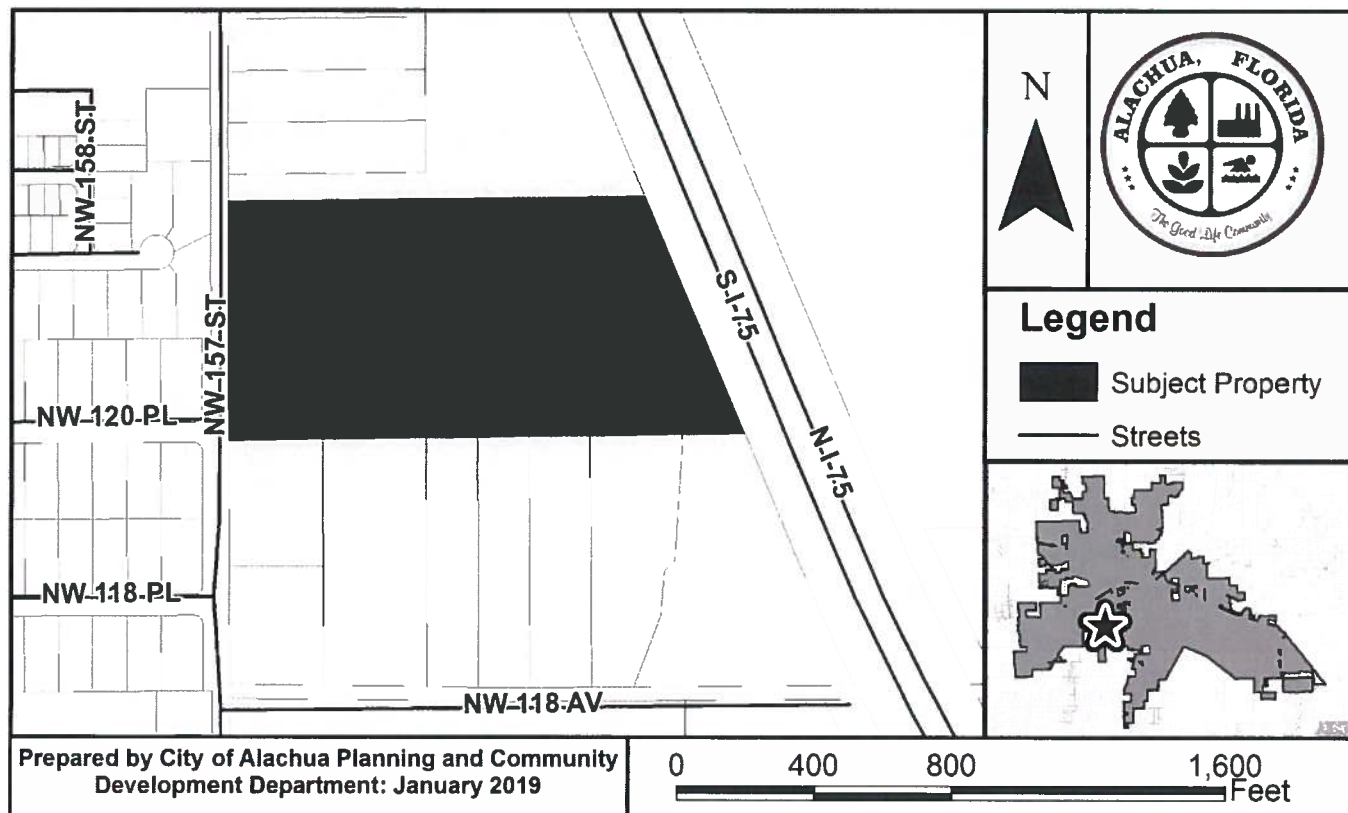 NW 158 ST
NW 157 ST
NW 120 PL
NW 118 PL
NW 118 AV
S I-75
N I-75
N
ALACHUA, FLORIDA
The Good Life Community
Legend
Subject Property
Streets
Prepared by City of Alachua Planning and Community
Development Department: January 2019
0 400 800 1,600
Feet